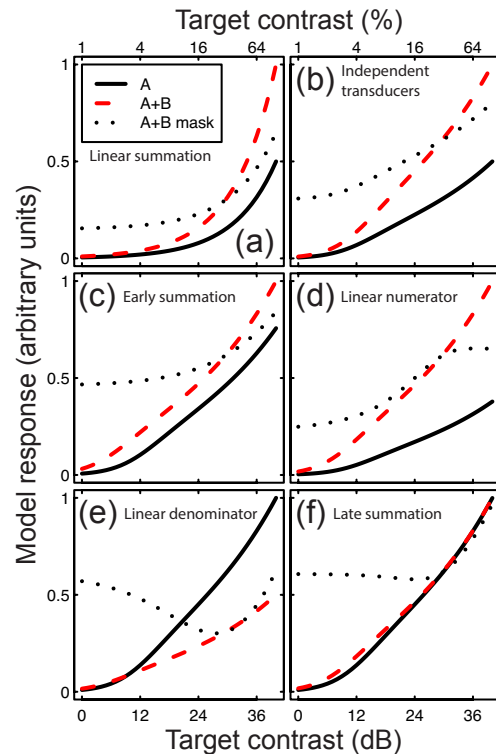 Target contrast (%)
1 4 16 64 1 4 16 64
A
A+B
A+B mask
Linear summation
(a)
(b) Independent
transducers
1
0.5
0
(c) Early summation
(d) Linear numerator
1
0.5
0
(e) Linear denominator
(f) Late summation
1
0.5
0
Model response (arbitrary units)
0 12 24 36 0 12 24 36
Target contrast (dB)